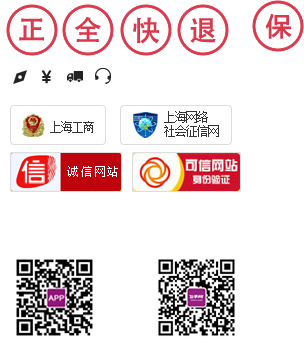 正 全 快 退 保
¥
上海工商
上海网络
社会征信网
信 诚信网站
可信网站
身份验证
APP